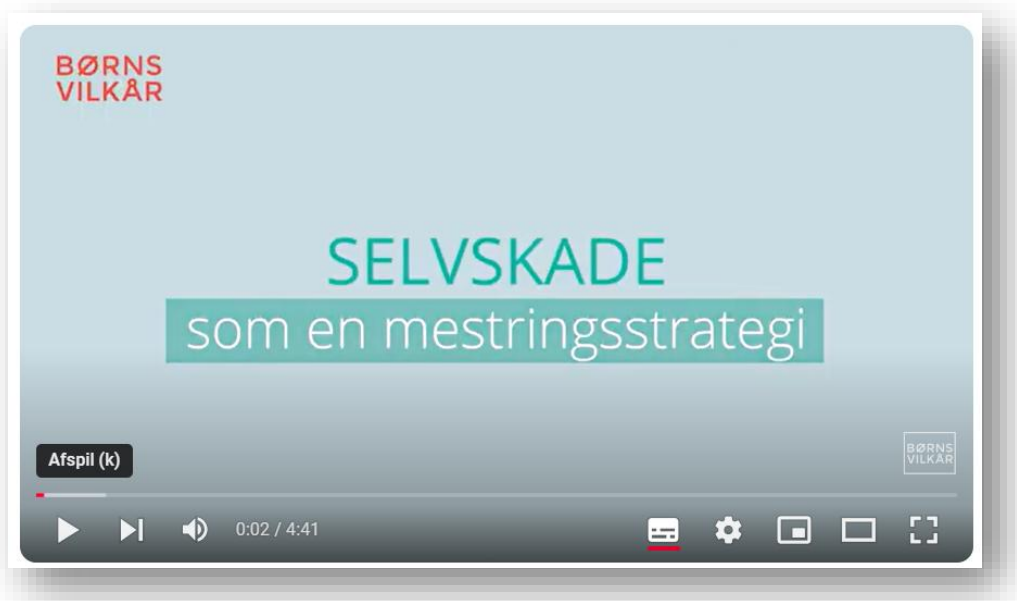 BØRNS
VILKÅR
SELVSKADE
som en mestringsstrategi
BØRNS
VILKÅR
Afspil (k)
0:02 / 4:41